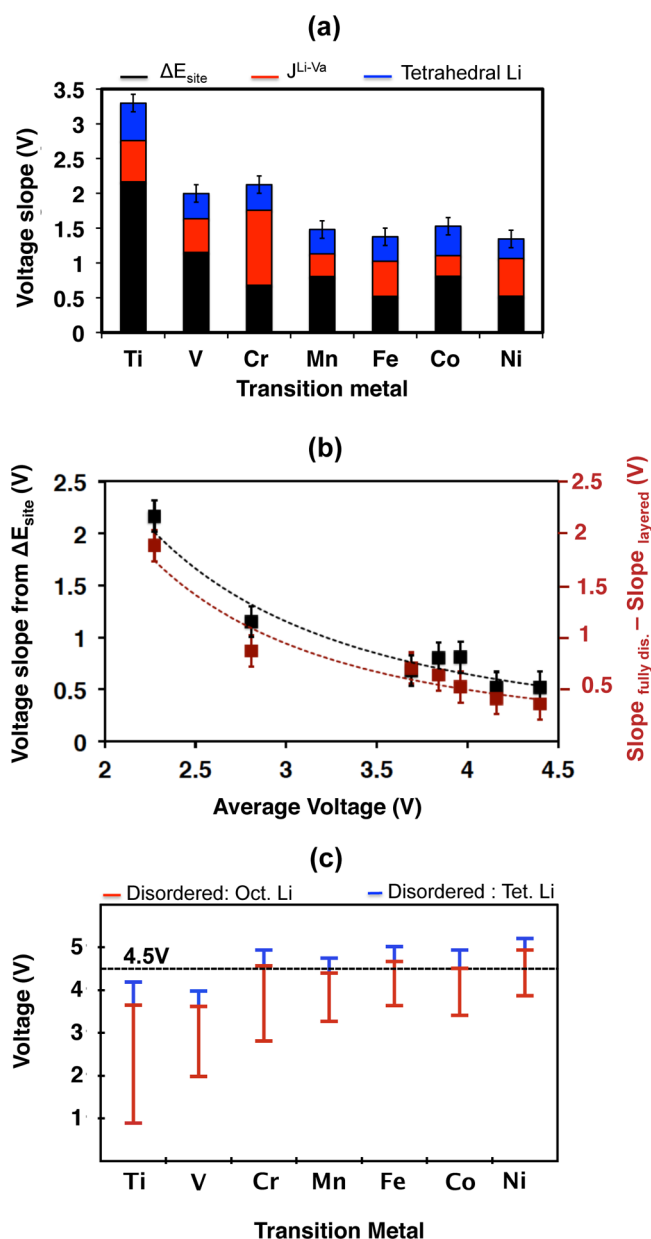 (a)
ΔEsite JLi-Va Tetrahedral Li
Voltage slope (V)
3.5
3
2.5
2
1.5
1
0.5
0
Ti V Cr Mn Fe Co Ni
Transition metal
(b)
Voltage slope from ΔEsite (V)
2.5
2
1.5
1
0.5
0
2.5
2
1.5
1
0.5
Slope fully dis. – Slope layered (V)
2 2.5 3 3.5 4 4.5
Average Voltage (V)
(c)
Disordered: Oct. Li Disordered : Tet. Li
Voltage (V)
5
4
3
2
1
4.5V
Ti V Cr Mn Fe Co Ni
Transition Metal